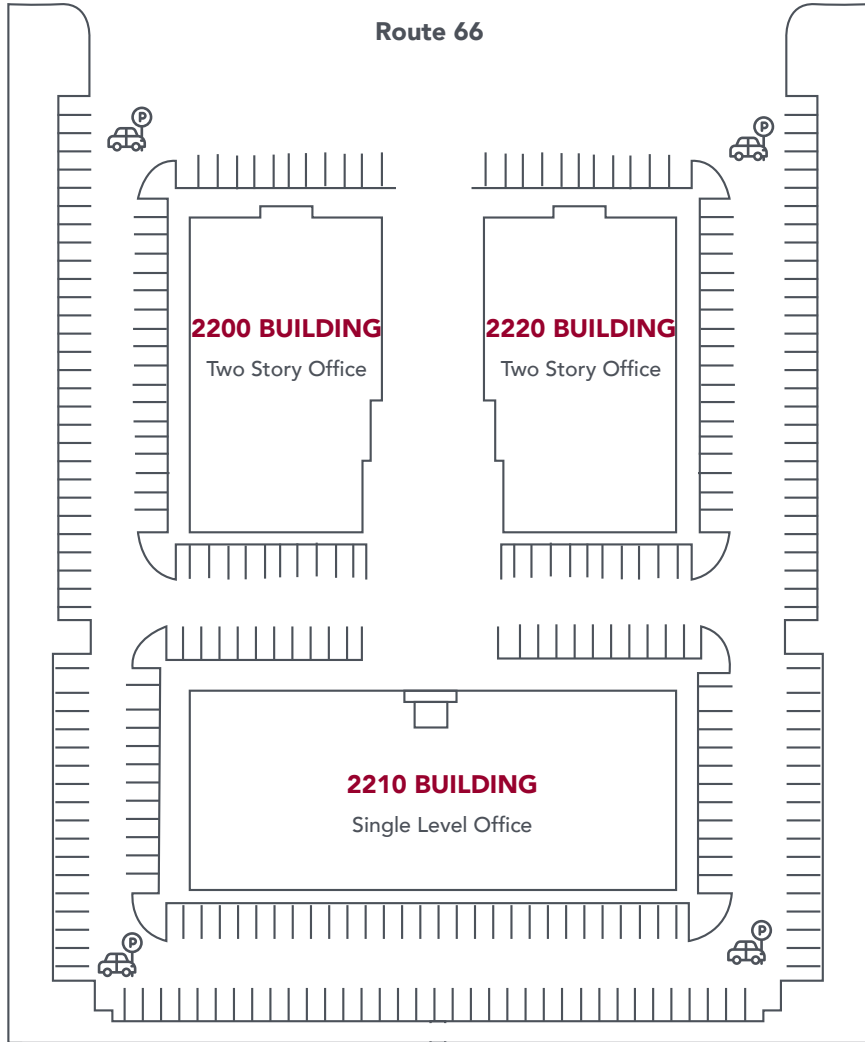 Route 66
P
P
2200 BUILDING
Two Story Office
2220 BUILDING
Two Story Office
2210 BUILDING
Single Level Office
P
P